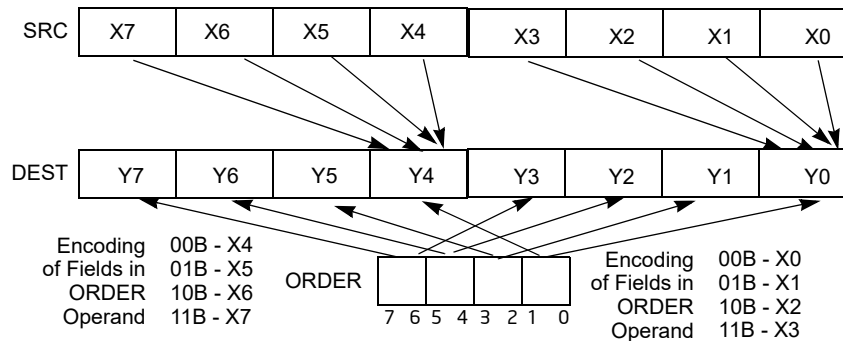 SRC X7 X6 X5 X4 X3 X2 X1 X0
DEST Y7 Y6 Y5 Y4 Y3 Y2 Y1 Y0
Encoding 00B - X4
of Fields in 01B - X5
ORDER 10B - X6
Operand 11B - X7
ORDER
7 6 5 4 3 2 1 0
Encoding 00B - X0
of Fields in 01B - X1
ORDER 10B - X2
Operand 11B - X3